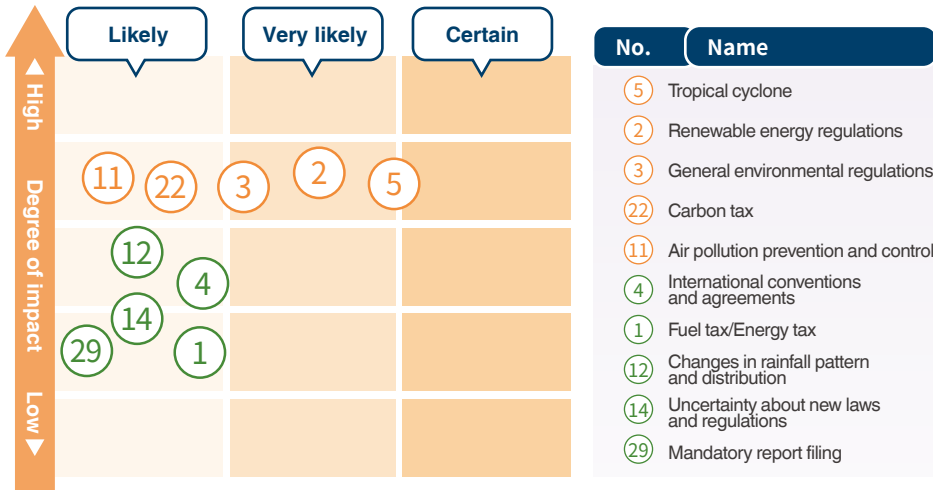 Likely
Very likely
Certain
High
Degree of impact
Low
11
22
3
2
5
12
4
14
29
1
No.
Name
5
Tropical cyclone
2
Renewable energy regulations
3
General environmental regulations
22
Carbon tax
11
Air pollution prevention and control
4
International conventions
and agreements
1
Fuel tax/Energy tax
12
Changes in rainfall pattern
and distribution
14
Uncertainty about new laws
and regulations
29
Mandatory report filing